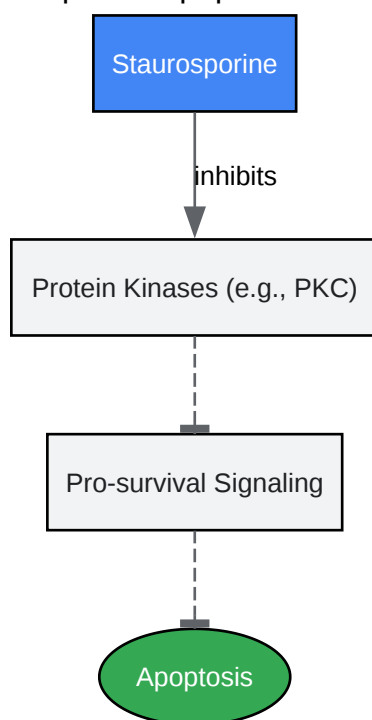 Staurosporine
inhibits
Protein Kinases (e.g., PKC)
Pro-survival Signaling
Apoptosis